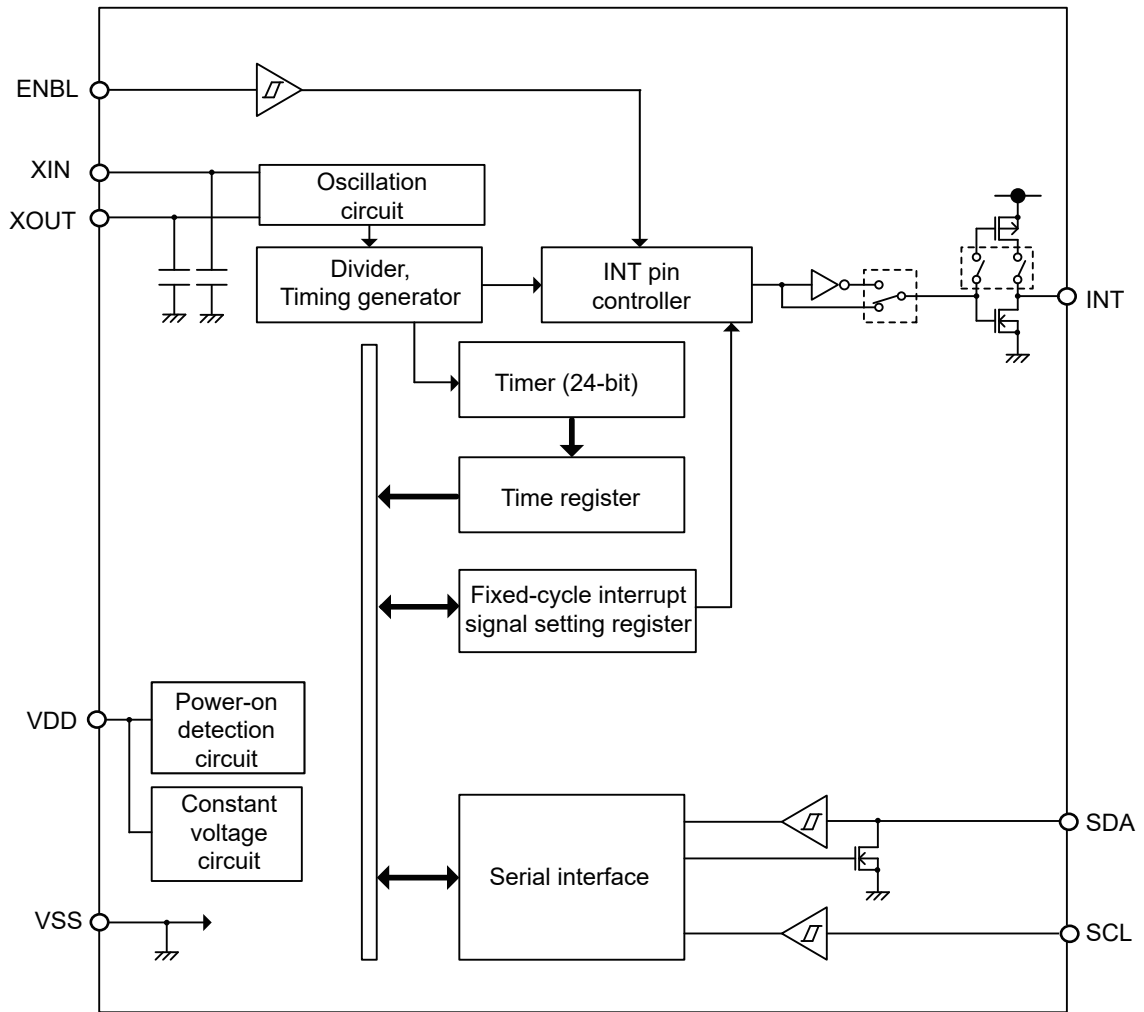 ENBL
XIN
XOUT
Oscillation
circuit
Divider,
Timing generator
INT pin
controller
INT
Timer (24-bit)
Time register
Fixed-cycle interrupt
signal setting register
VDD
Power-on
detection
circuit
Constant
voltage
circuit
VSS
Serial interface
SDA
SCL